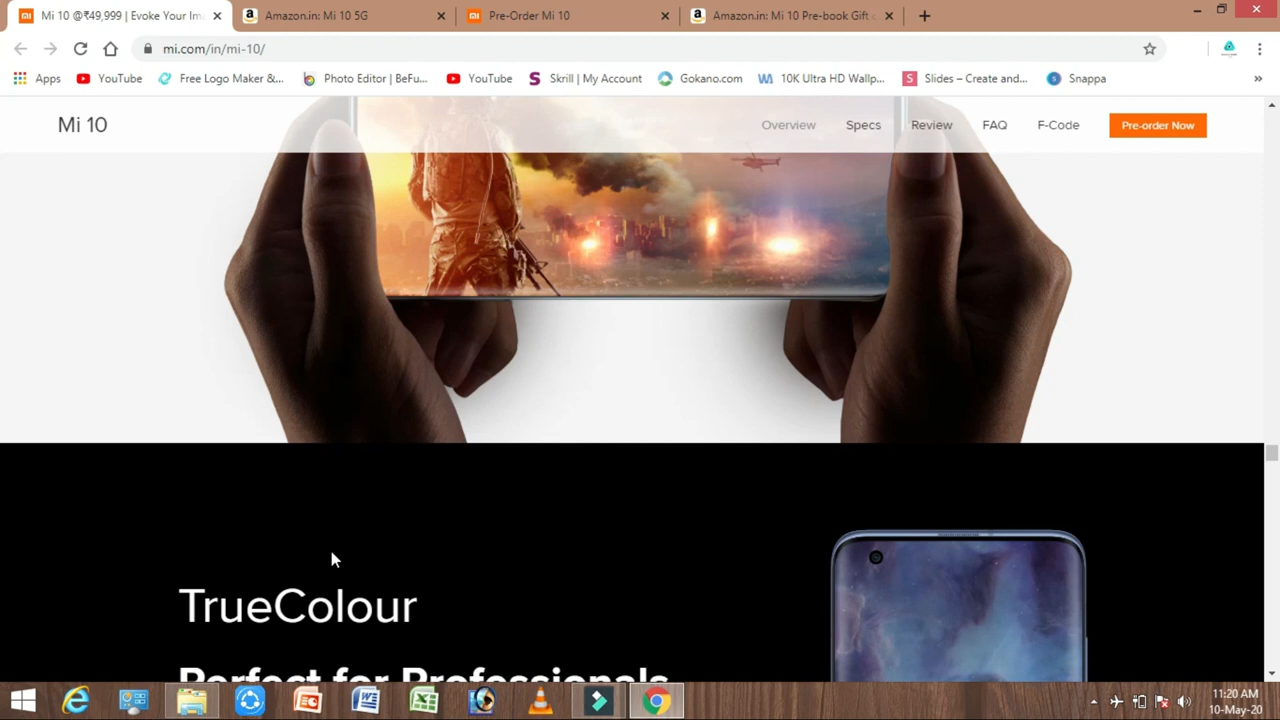 Mi 10 @₹49,999 | Evoke Your Im
Amazon.in: Mi 10 5G
Pre-Order Mi 10
Amazon.in: Mi 10 Pre-book Gift
mi.com/in/mi-10/
Apps
YouTube
Free Logo Maker &...
Photo Editor | BeFu...
YouTube
Skrill | My Account
Gokano.com
10K Ultra HD Wallp...
Slides – Create and...
Snappa
Mi 10
Overview
Specs
Review
FAQ
F-Code
Pre-order Now
TrueColour
Perfect for Professionals
11:20 AM
10-May-20